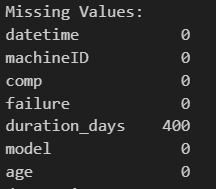 Missing Values:
datetime 0
machineID 0
comp 0
failure 0
duration_days 400
model 0
age 0